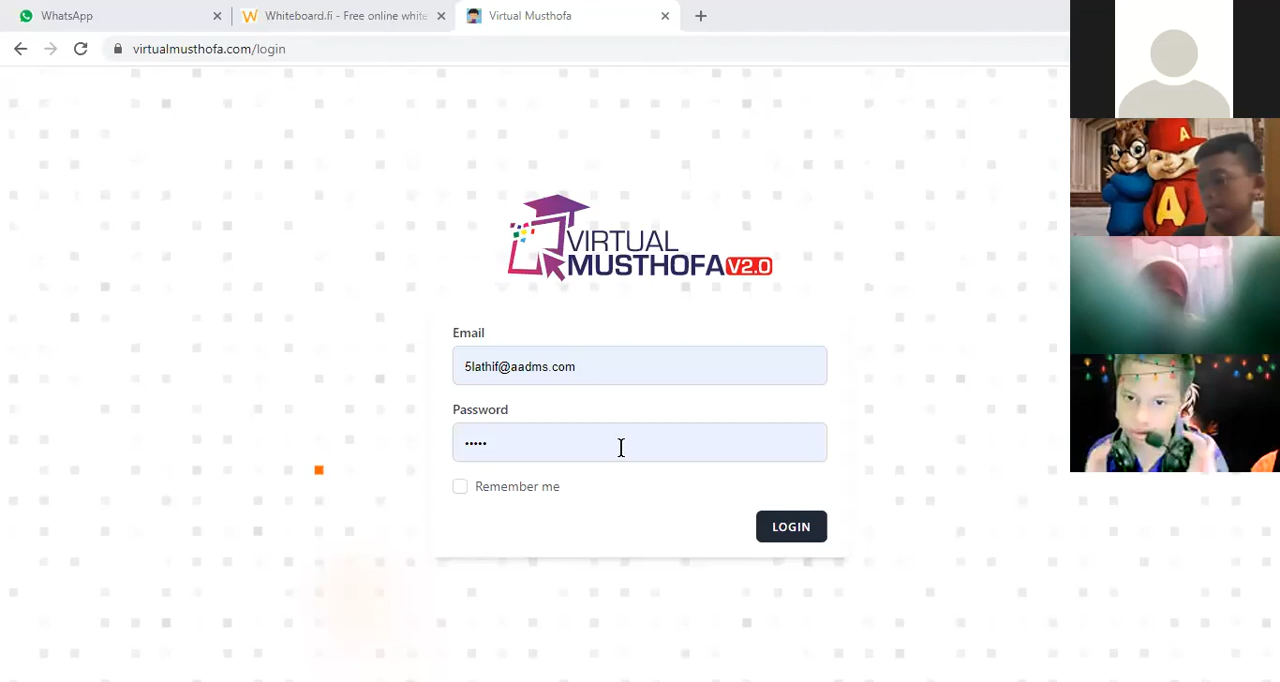 WhatsApp
Whiteboard.fi - Free online white
Virtual Musthofa
virtualmusthofa.com/login
VIRTUAL
MUSTHOFA V2.0
Email
5lathif@aadms.com
Password
•••••
Remember me
LOGIN
A
A